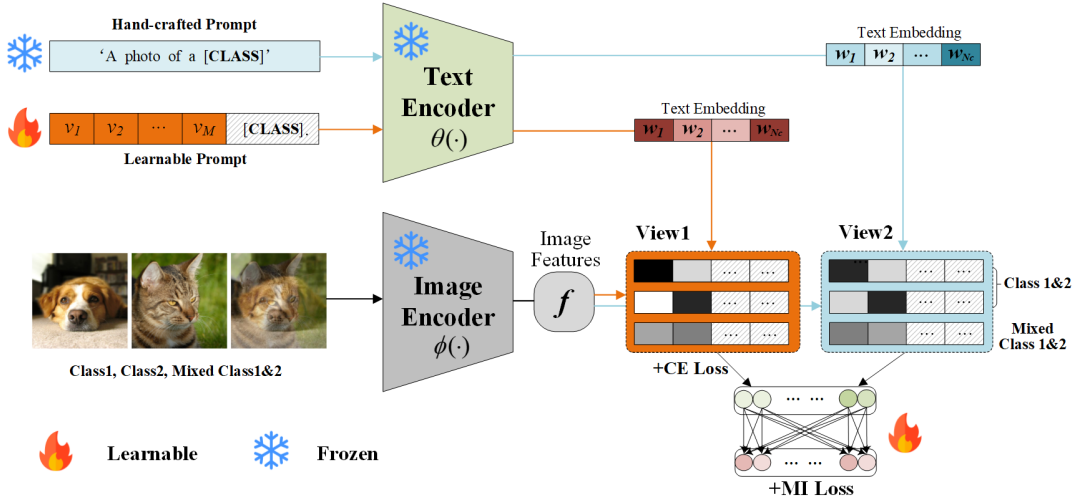 Hand-crafted Prompt
‘A photo of a [CLASS]’
v1 v2 ··· vM [CLASS].
Learnable Prompt
Text
Encoder
θ(·)
Text Embedding
w1 w2 ... wNc
Text Embedding
w1 w2 ... wNc
Class1, Class2, Mixed Class1&2
Image
Encoder
ϕ(·)
Image
Features
f
View1
... ...
... ...
... ...
+CE Loss
View2
...
... ...
... ...
... ...
Class 1&2
Mixed
Class 1&2
... ...
... ...
+MI Loss
Learnable
Frozen